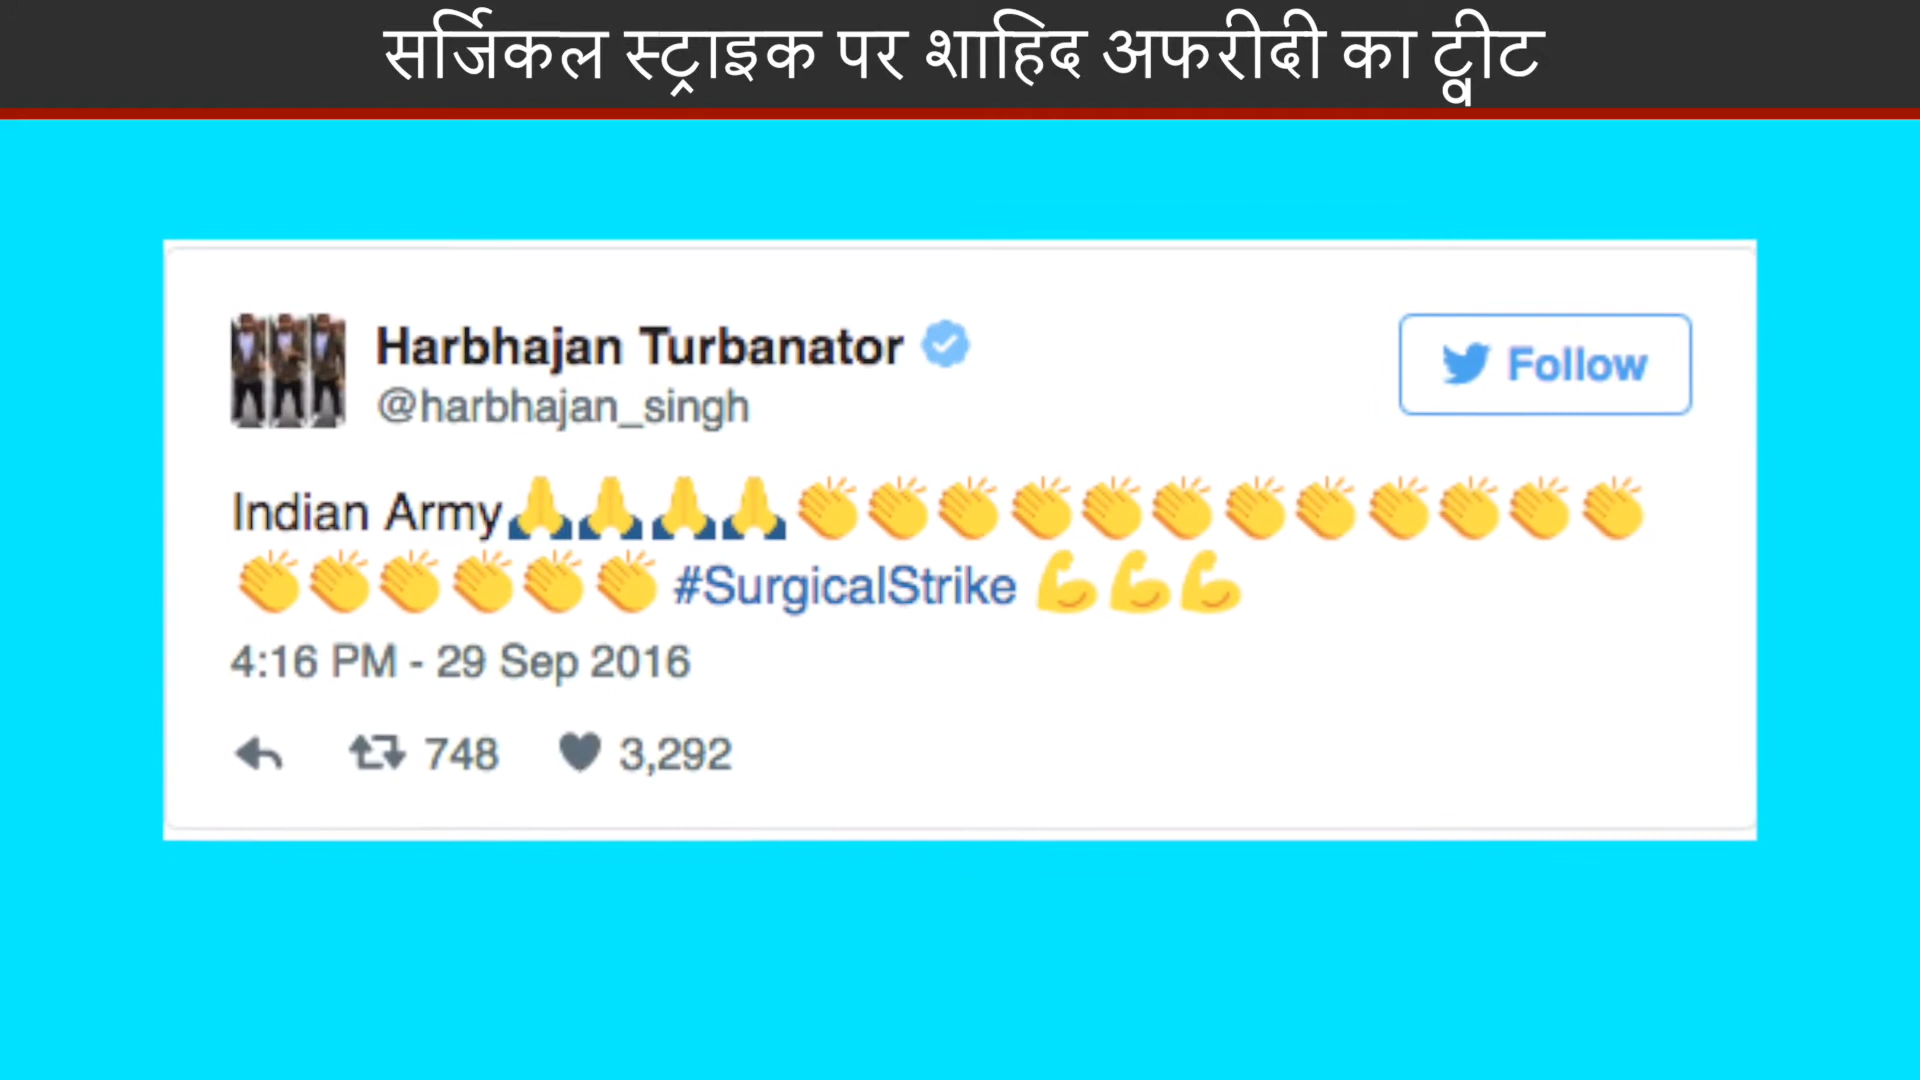 सर्जिकल स्ट्राइक पर शाहिद अफरीदी का ट्वीट
Harbhajan Turbanator
@harbhajan_singh
Follow
Indian Army🙏🙏🙏🙏👏👏👏👏👏👏👏👏👏👏👏👏
👏👏👏👏👏👏 #SurgicalStrike 💪💪💪
4:16 PM - 29 Sep 2016
748 3,292